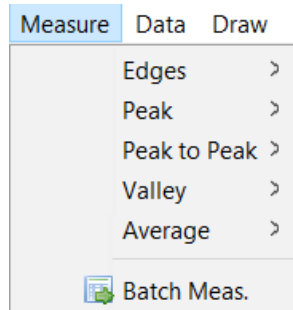 Measure Data Draw
Edges
Peak
Peak to Peak
Valley
Average
Batch Meas.